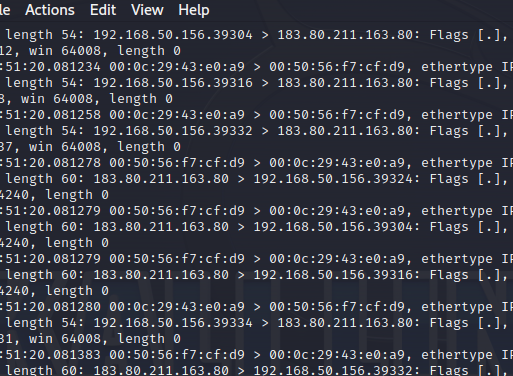 le Actions Edit View Help
length 54: 192.168.50.156.39304 > 183.80.211.163.80: Flags [.],
12, win 64008, length 0
:51:20.081234 00:0c:29:43:e0:a9 > 00:50:56:f7:cf:d9, ethertype IP
length 54: 192.168.50.156.39316 > 183.80.211.163.80: Flags [.],
3, win 64008, length 0
:51:20.081258 00:0c:29:43:e0:a9 > 00:50:56:f7:cf:d9, ethertype IP
length 54: 192.168.50.156.39332 > 183.80.211.163.80: Flags [.],
37, win 64008, length 0
:51:20.081278 00:50:56:f7:cf:d9 > 00:0c:29:43:e0:a9, ethertype IP
length 60: 183.80.211.163.80 > 192.168.50.156.39324: Flags [.],
4240, length 0
:51:20.081279 00:50:56:f7:cf:d9 > 00:0c:29:43:e0:a9, ethertype IP
length 60: 183.80.211.163.80 > 192.168.50.156.39304: Flags [.],
4240, length 0
:51:20.081279 00:50:56:f7:cf:d9 > 00:0c:29:43:e0:a9, ethertype IP
length 60: 183.80.211.163.80 > 192.168.50.156.39316: Flags [.],
4240, length 0
:51:20.081280 00:0c:29:43:e0:a9 > 00:50:56:f7:cf:d9, ethertype IP
length 54: 192.168.50.156.39334 > 183.80.211.163.80: Flags [.],
31, win 64008, length 0
:51:20.081383 00:50:56:f7:cf:d9 > 00:0c:29:43:e0:a9, ethertype IP
length 60: 183.80.211.163.80 > 192.168.50.156.39332: Flags [.],